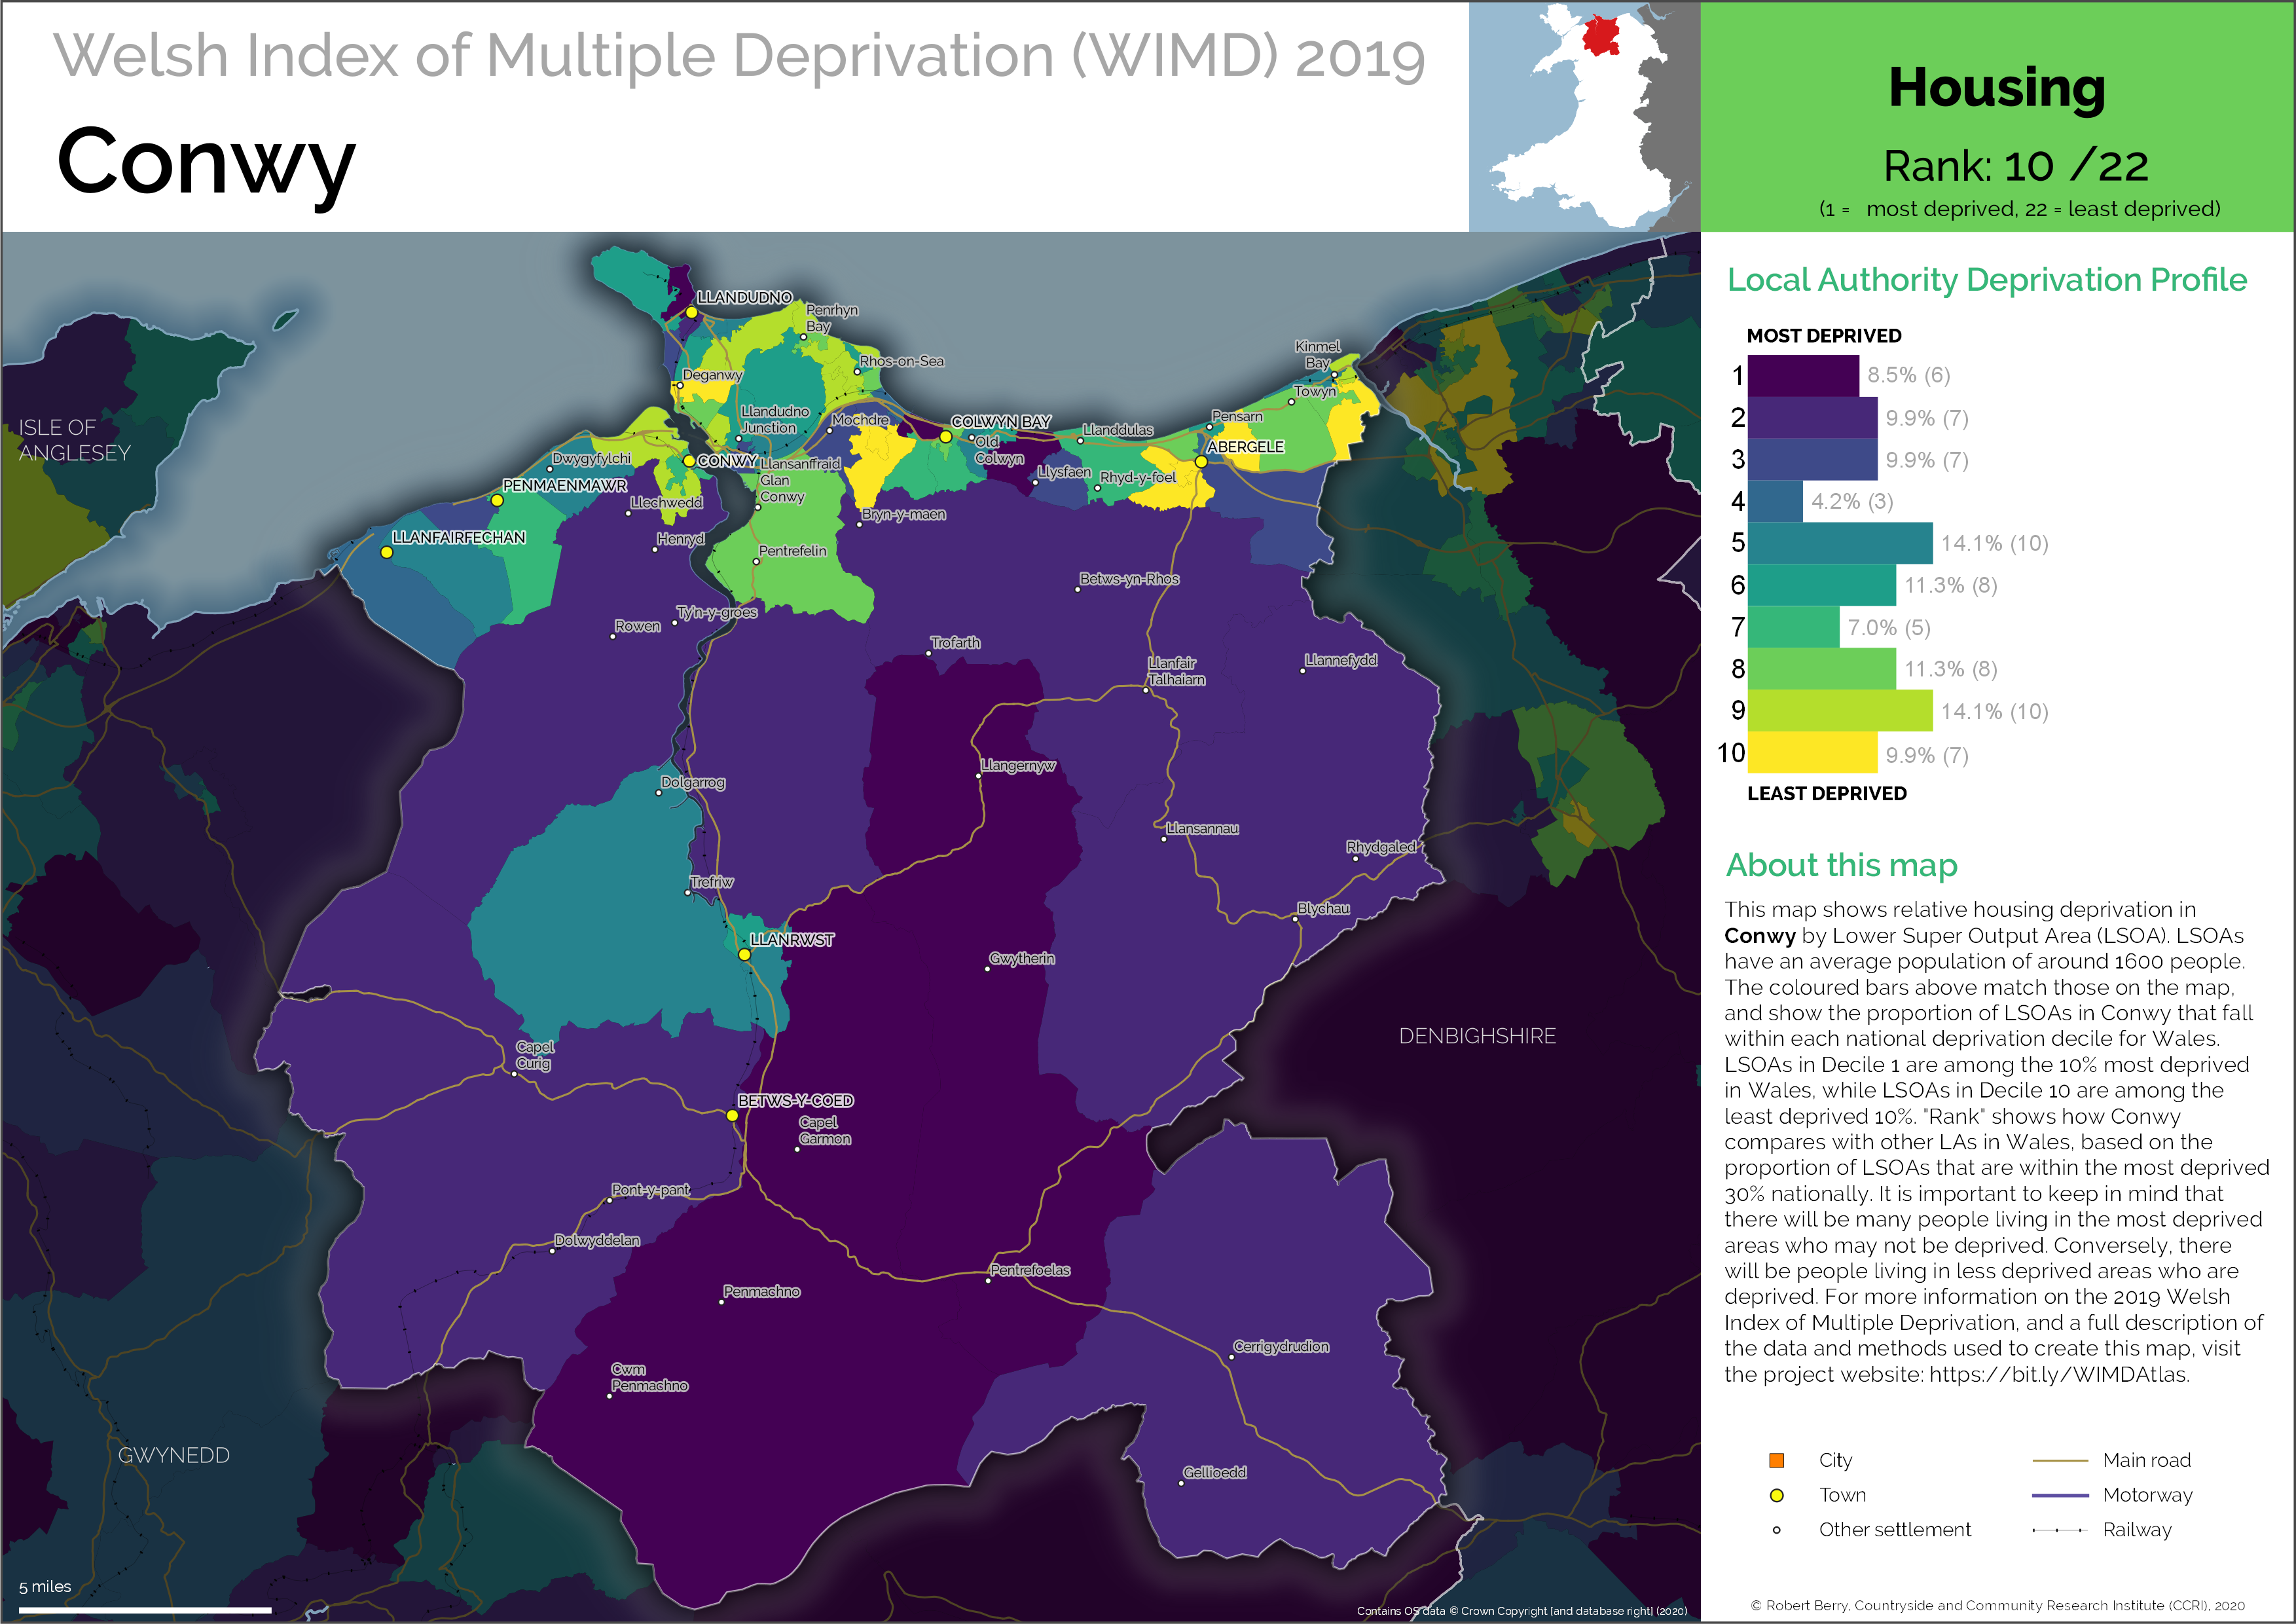 Welsh Index of Multiple Deprivation (WIMD) 2019
Conwy
Housing
Rank: 10 /22
(1 = most deprived, 22 = least deprived)
Local Authority Deprivation Profile
MOST DEPRIVED
1 8.5% (6)
2 9.9% (7)
3 9.9% (7)
4 4.2% (3)
5 14.1% (10)
6 11.3% (8)
7 7.0% (5)
8 11.3% (8)
9 14.1% (10)
10 9.9% (7)
LEAST DEPRIVED
About this map
This map shows relative housing deprivation in
Conwy by Lower Super Output Area (LSOA). LSOAs
have an average population of around 1600 people.
The coloured bars above match those on the map,
and show the proportion of LSOAs in Conwy that fall
within each national deprivation decile for Wales.
LSOAs in Decile 1 are among the 10% most deprived
in Wales, while LSOAs in Decile 10 are among the
least deprived 10%. "Rank" shows how Conwy
compares with other LAs in Wales, based on the
proportion of LSOAs that are within the most deprived
30% nationally. It is important to keep in mind that
there will be many people living in the most deprived
areas who may not be deprived. Conversely, there
will be people living in less deprived areas who are
deprived. For more information on the 2019 Welsh
Index of Multiple Deprivation, and a full description of
the data and methods used to create this map, visit
the project website: https://bit.ly/WIMDAtlas.
City
Main road
Town
Motorway
Other settlement
Railway
© Robert Berry, Countryside and Community Research Institute (CCRI), 2020
LLANDUDNO
Penrhyn
Bay
Rhos-on-Sea
Kinmel
Bay
Deganwy
Towyn
ISLE OF
ANGLESEY
Llandudno
Junction
Mochdre
COLWYN BAY
Old
Colwyn
Llanddulas
Pensarn
ABERGELE
Dwygyfylchi
CONWY
Llansanffraid
Glan
Conwy
Llysfaen
Rhyd-y-foel
PENMAENMAWR
Llechwedd
Bryn-y-maen
LLANFAIRFECHAN
Henryd
Pentrefelin
Betws-yn-Rhos
Ty'n-y-groes
Rowen
Trofarth
Llanfair
Talhaiarn
Llannefydd
Llangernyw
Dolgarrog
Llansannau
Rhydgaled
Trefriw
Blychau
LLANRWST
Gwytherin
DENBIGHSHIRE
Capel
Curig
BETWS-Y-COED
Capel
Garmon
Pont-y-pant
Dolwyddelan
Pentrefoelas
Penmachno
Cerrigydrudion
Cwm
Penmachno
GWYNEDD
Gellioedd
5 miles
Contains OS data © Crown Copyright [and database right] (2020)